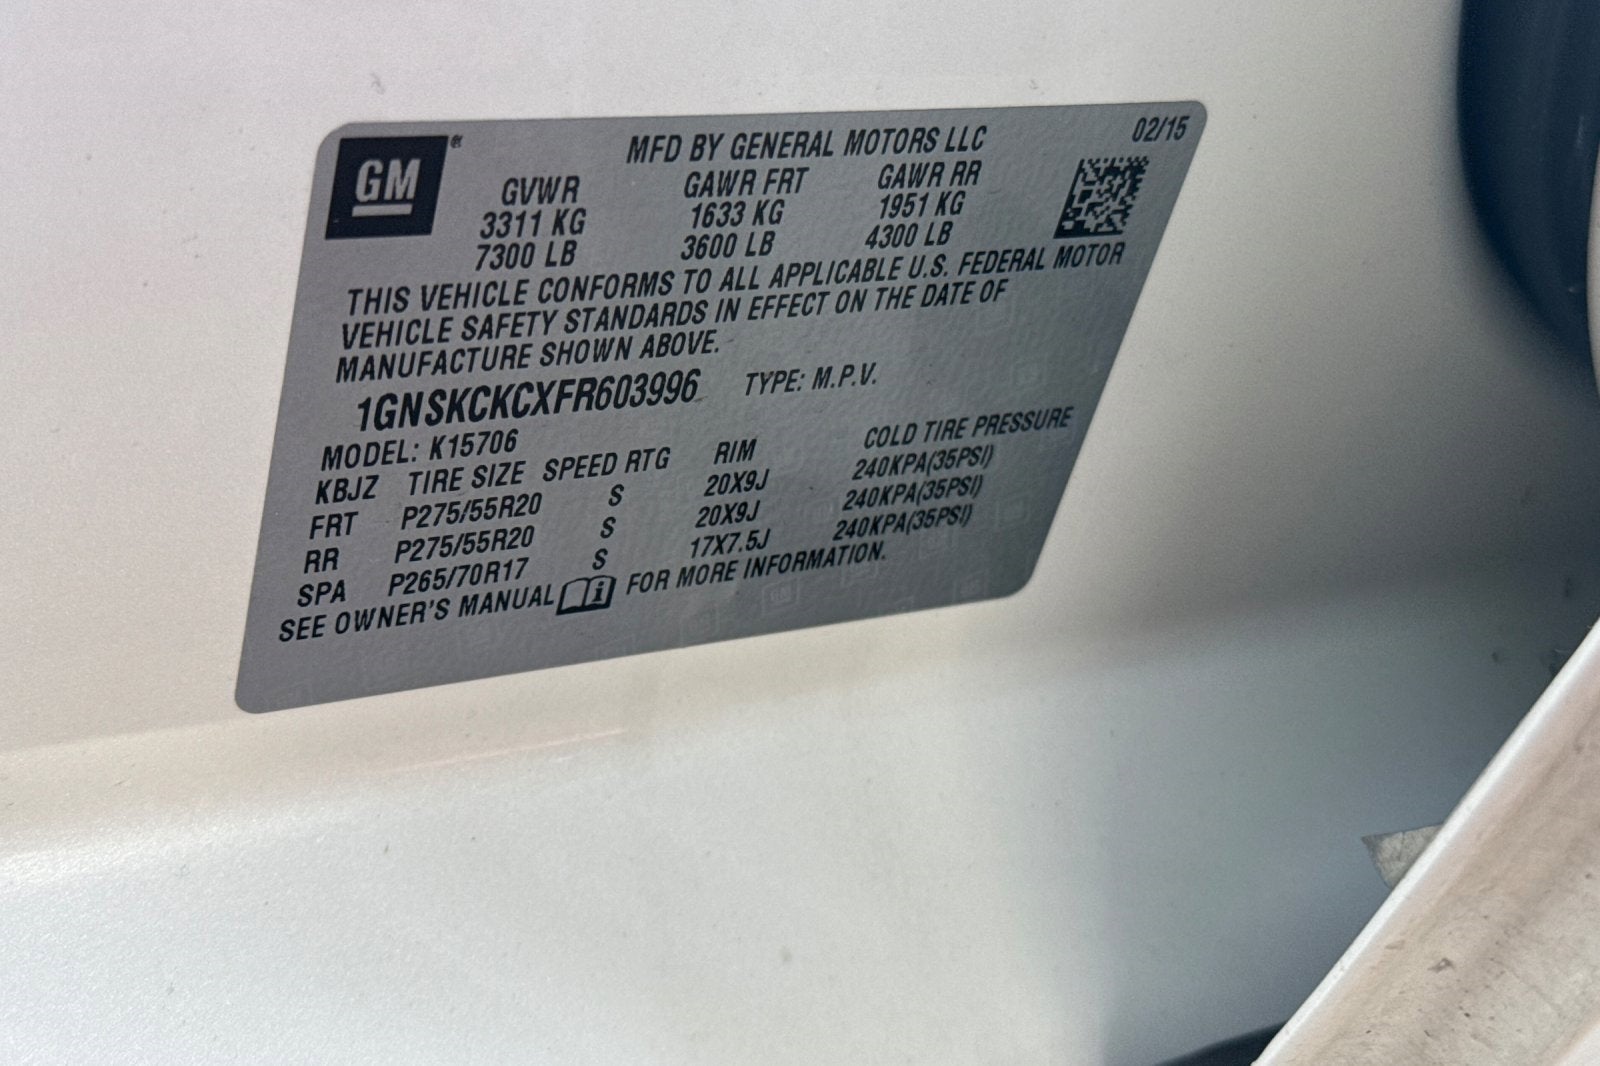 GM
MFD BY GENERAL MOTORS LLC 02/15
GVWR GAWR FRT GAWR RR
3311 KG 1633 KG 1951 KG
7300 LB 3600 LB 4300 LB
THIS VEHICLE CONFORMS TO ALL APPLICABLE U.S. FEDERAL MOTOR
VEHICLE SAFETY STANDARDS IN EFFECT ON THE DATE OF
MANUFACTURE SHOWN ABOVE.
1GNSKCKCXFR603996 TYPE: M.P.V.
MODEL: K15706
KBJZ TIRE SIZE SPEED RTG RIM COLD TIRE PRESSURE
FRT P275/55R20 S 20X9J 240KPA(35PSI)
RR P275/55R20 S 20X9J 240KPA(35PSI)
SPA P265/70R17 S 17X7.5J 240KPA(35PSI)
SEE OWNER'S MANUAL FOR MORE INFORMATION.